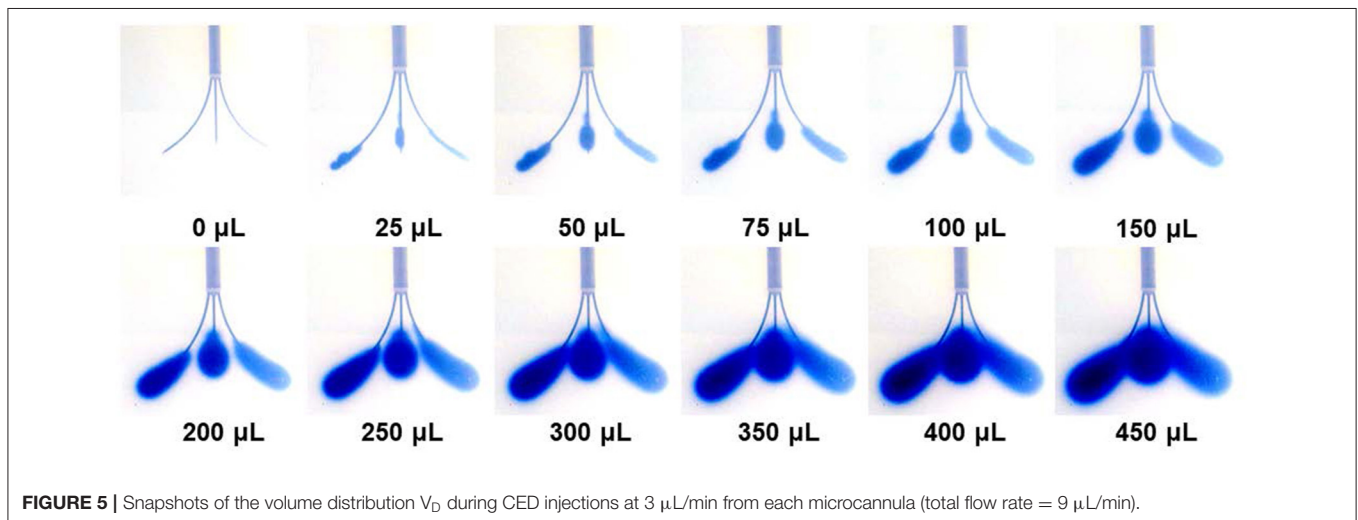 0 µL 25 µL 50 µL 75 µL 100 µL 150 µL
200 µL 250 µL 300 µL 350 µL 400 µL 450 µL
FIGURE 5 | Snapshots of the volume distribution V_D during CED injections at 3 µL/min from each microcannula (total flow rate = 9 µL/min).